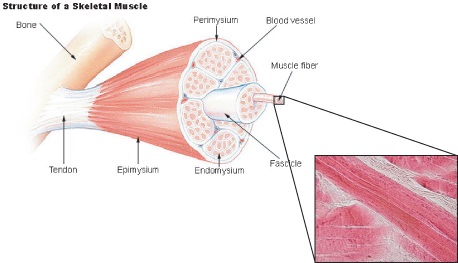 Structure of a Skeletal Muscle
Perimysium
Blood vessel
Bone
Muscle fiber
Tendon
Epimysium
Endomysium
Fascicle